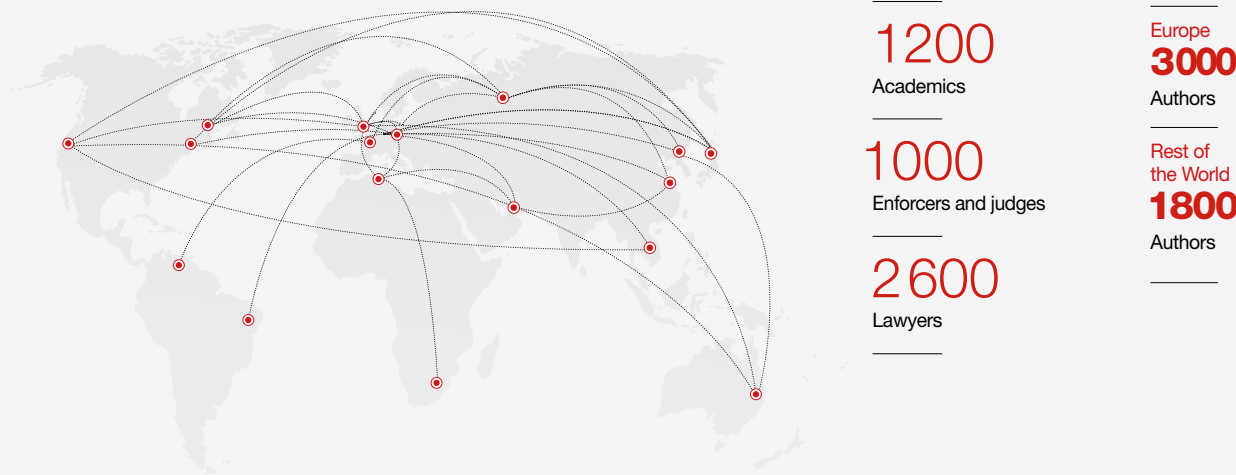 1200
Academics
1000
Enforcers and judges
2600
Lawyers
Europe
3000
Authors
Rest of
the World
1800
Authors